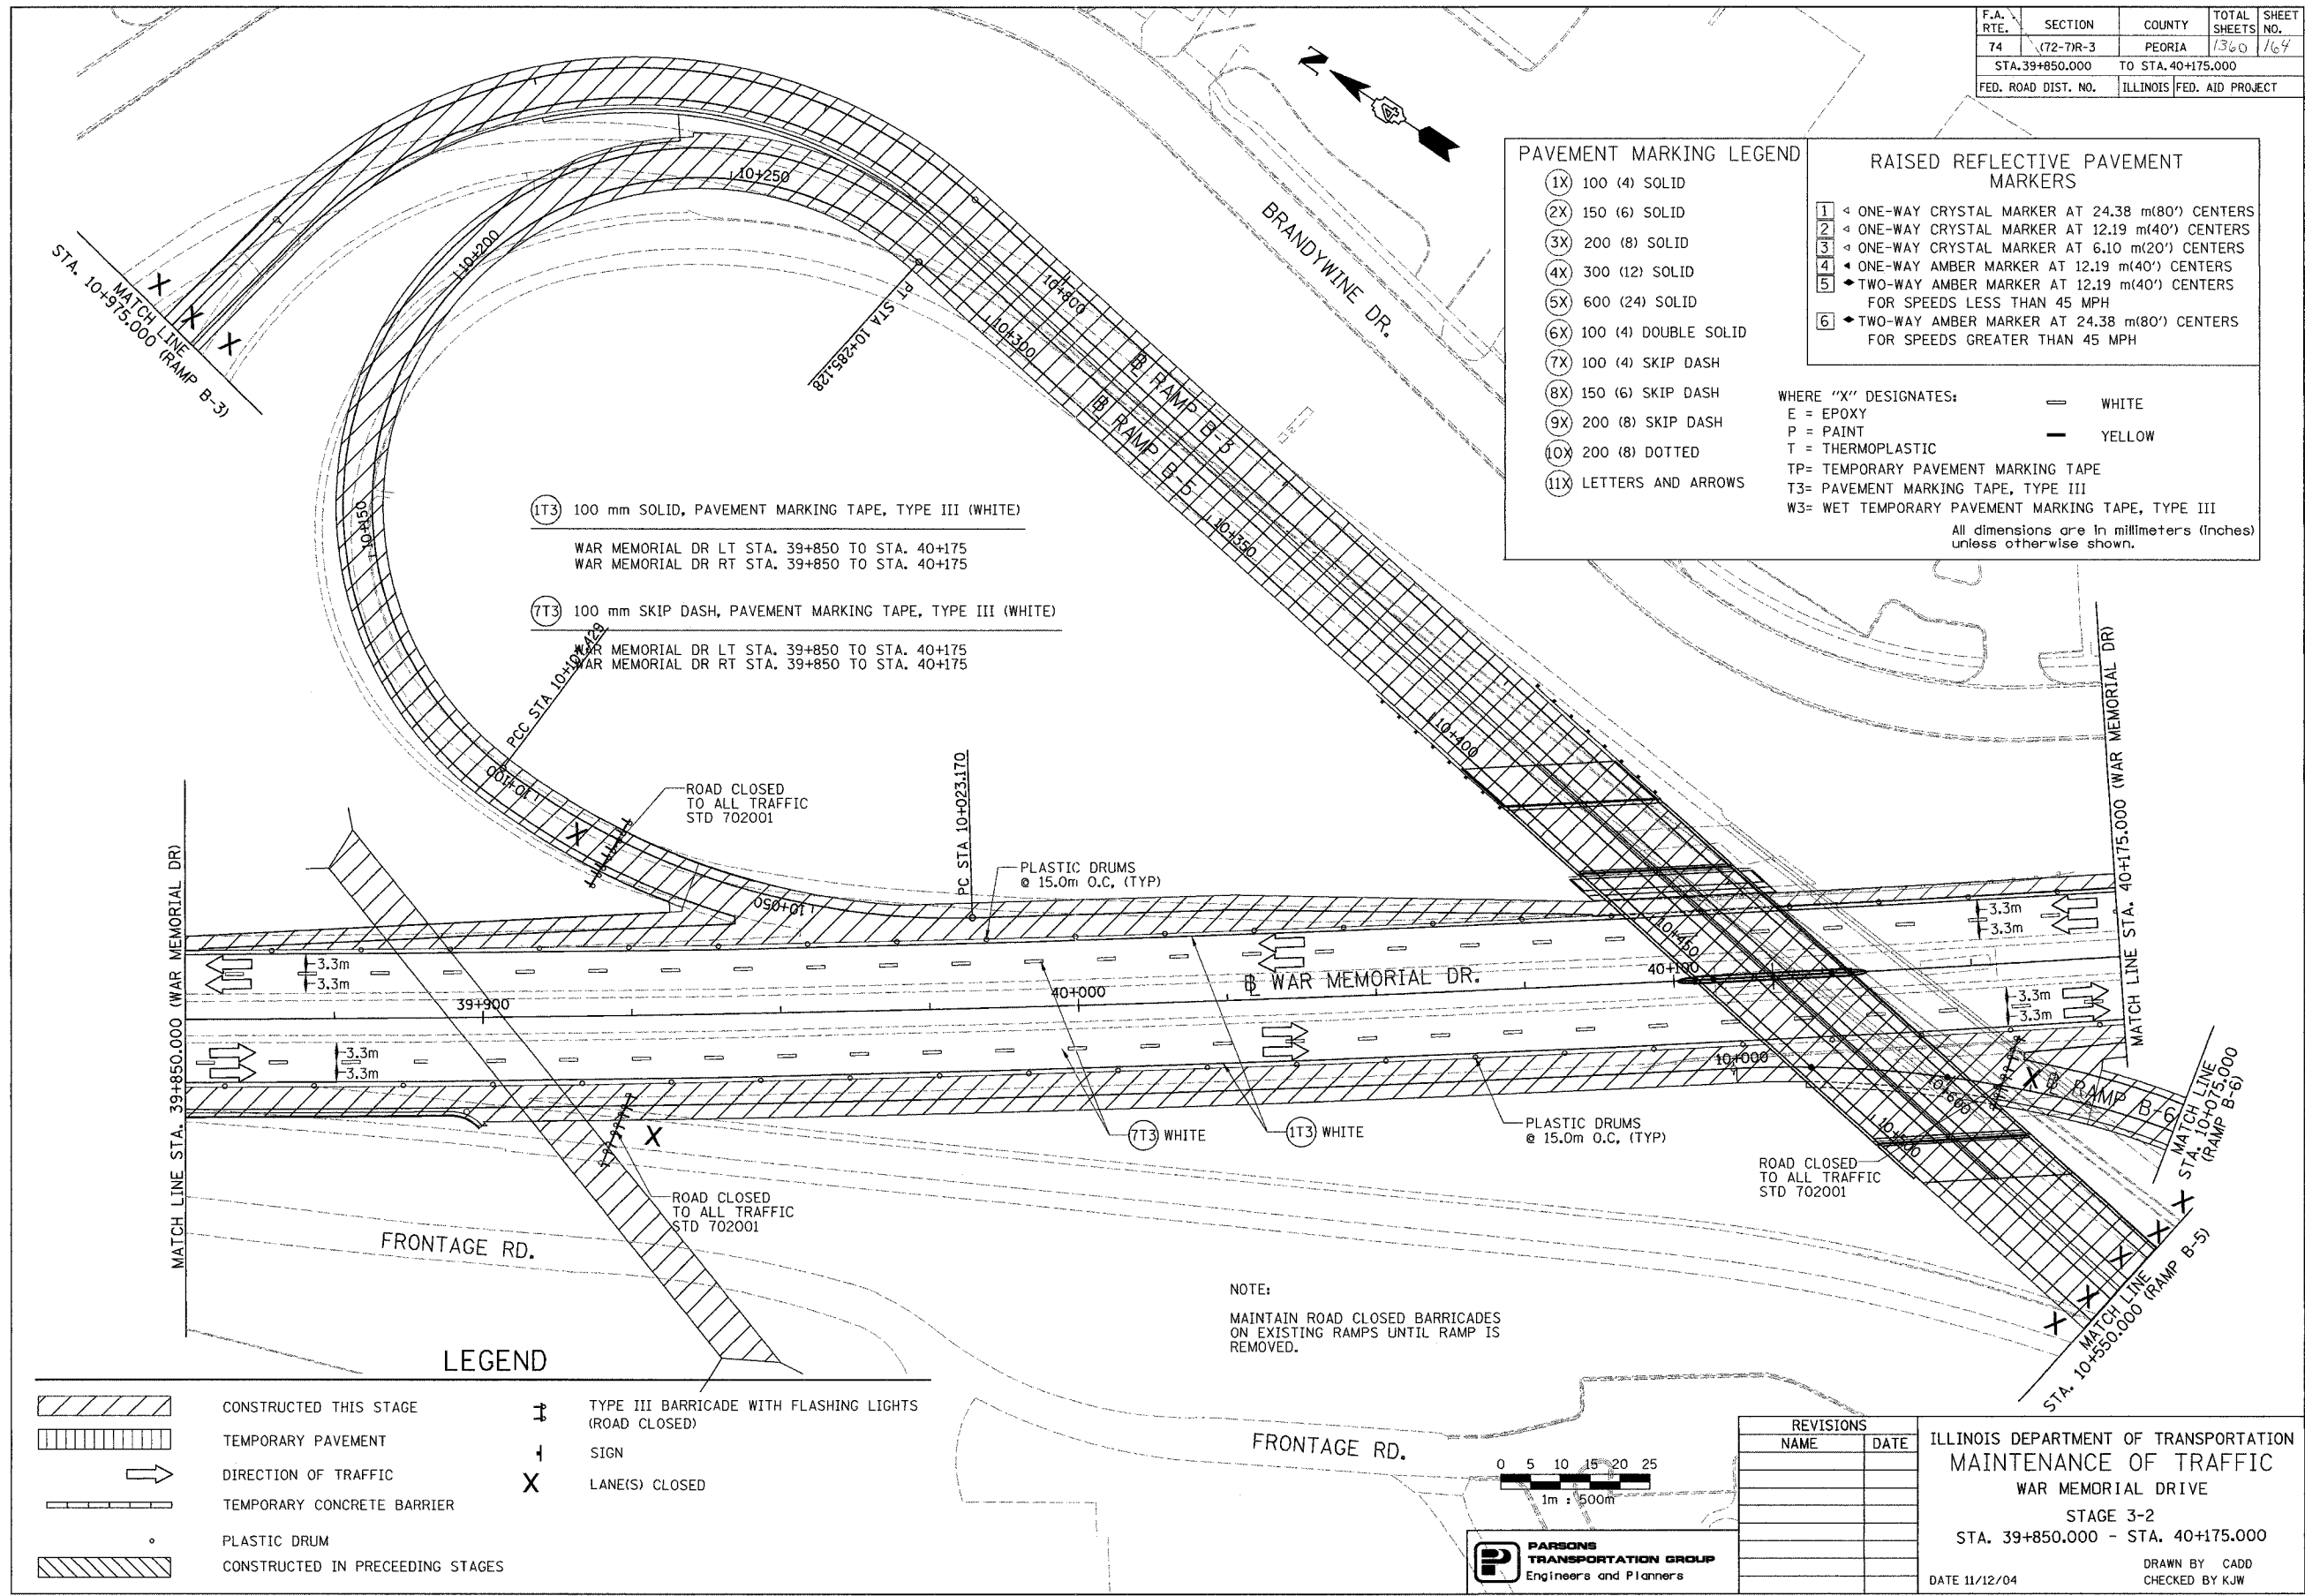 F.A. RTE. SECTION COUNTY TOTAL SHEETS SHEET NO.
74 (72-7)R-3 PEORIA 1360 164
STA.39+850.000 TO STA.40+175.000
FED. ROAD DIST. NO. ILLINOIS FED. AID PROJECT
N
4
PAVEMENT MARKING LEGEND
1X 100 (4) SOLID
2X 150 (6) SOLID
3X 200 (8) SOLID
4X 300 (12) SOLID
5X 600 (24) SOLID
6X 100 (4) DOUBLE SOLID
7X 100 (4) SKIP DASH
8X 150 (6) SKIP DASH
9X 200 (8) SKIP DASH
10X 200 (8) DOTTED
11X LETTERS AND ARROWS
RAISED REFLECTIVE PAVEMENT
MARKERS
1 ONE-WAY CRYSTAL MARKER AT 24.38 m(80') CENTERS
2 ONE-WAY CRYSTAL MARKER AT 12.19 m(40') CENTERS
3 ONE-WAY CRYSTAL MARKER AT 6.10 m(20') CENTERS
4 ONE-WAY AMBER MARKER AT 12.19 m(40') CENTERS
5 TWO-WAY AMBER MARKER AT 12.19 m(40') CENTERS
FOR SPEEDS LESS THAN 45 MPH
6 TWO-WAY AMBER MARKER AT 24.38 m(80') CENTERS
FOR SPEEDS GREATER THAN 45 MPH
WHERE "X" DESIGNATES:
E = EPOXY
P = PAINT
T = THERMOPLASTIC
TP= TEMPORARY PAVEMENT MARKING TAPE
T3= PAVEMENT MARKING TAPE, TYPE III
W3= WET TEMPORARY PAVEMENT MARKING TAPE, TYPE III
WHITE
YELLOW
All dimensions are in millimeters (inches)
unless otherwise shown.
BRANDYWINE DR.
MATCH LINE
STA. 10+975.000 (RAMP B-3)
X
X
X
10+250
10+200
10+150
PT STA 10+285.128
10+800
10+300
℄ RAMP B-3
℄ RAMP B-5
10+350
10+400
1T3 100 mm SOLID, PAVEMENT MARKING TAPE, TYPE III (WHITE)
WAR MEMORIAL DR LT STA. 39+850 TO STA. 40+175
WAR MEMORIAL DR RT STA. 39+850 TO STA. 40+175
7T3 100 mm SKIP DASH, PAVEMENT MARKING TAPE, TYPE III (WHITE)
WAR MEMORIAL DR LT STA. 39+850 TO STA. 40+175
WAR MEMORIAL DR RT STA. 39+850 TO STA. 40+175
PCC STA 10+101.429
10+100
X
ROAD CLOSED
TO ALL TRAFFIC
STD 702001
PC STA 10+023.170
10+050
PLASTIC DRUMS
@ 15.0m O.C. (TYP)
MATCH LINE STA. 39+850.000 (WAR MEMORIAL DR)
MATCH LINE STA. 40+175.000 (WAR MEMORIAL DR)
3.3m
3.3m
3.3m
3.3m
39+900
40+000
℄ WAR MEMORIAL DR.
40+100
10+450
3.3m
3.3m
3.3m
3.3m
10+000
10+500
10+600
X
℄ RAMP B-6
MATCH LINE
STA. 10+075.000
(RAMP B-6)
7T3 WHITE
1T3 WHITE
PLASTIC DRUMS
@ 15.0m O.C. (TYP)
ROAD CLOSED
TO ALL TRAFFIC
STD 702001
X
ROAD CLOSED
TO ALL TRAFFIC
STD 702001
X
X
X
X
X
MATCH LINE
STA. 10+550.000 (RAMP B-5)
FRONTAGE RD.
NOTE:
MAINTAIN ROAD CLOSED BARRICADES
ON EXISTING RAMPS UNTIL RAMP IS
REMOVED.
FRONTAGE RD.
LEGEND
CONSTRUCTED THIS STAGE
TEMPORARY PAVEMENT
DIRECTION OF TRAFFIC
TEMPORARY CONCRETE BARRIER
PLASTIC DRUM
CONSTRUCTED IN PRECEEDING STAGES
TYPE III BARRICADE WITH FLASHING LIGHTS
(ROAD CLOSED)
SIGN
X LANE(S) CLOSED
0 5 10 15 20 25
1m : 500m
PARSONS
TRANSPORTATION GROUP
Engineers and Planners
REVISIONS
NAME DATE
ILLINOIS DEPARTMENT OF TRANSPORTATION
MAINTENANCE OF TRAFFIC
WAR MEMORIAL DRIVE
STAGE 3-2
STA. 39+850.000 - STA. 40+175.000
DRAWN BY CADD
DATE 11/12/04 CHECKED BY KJW